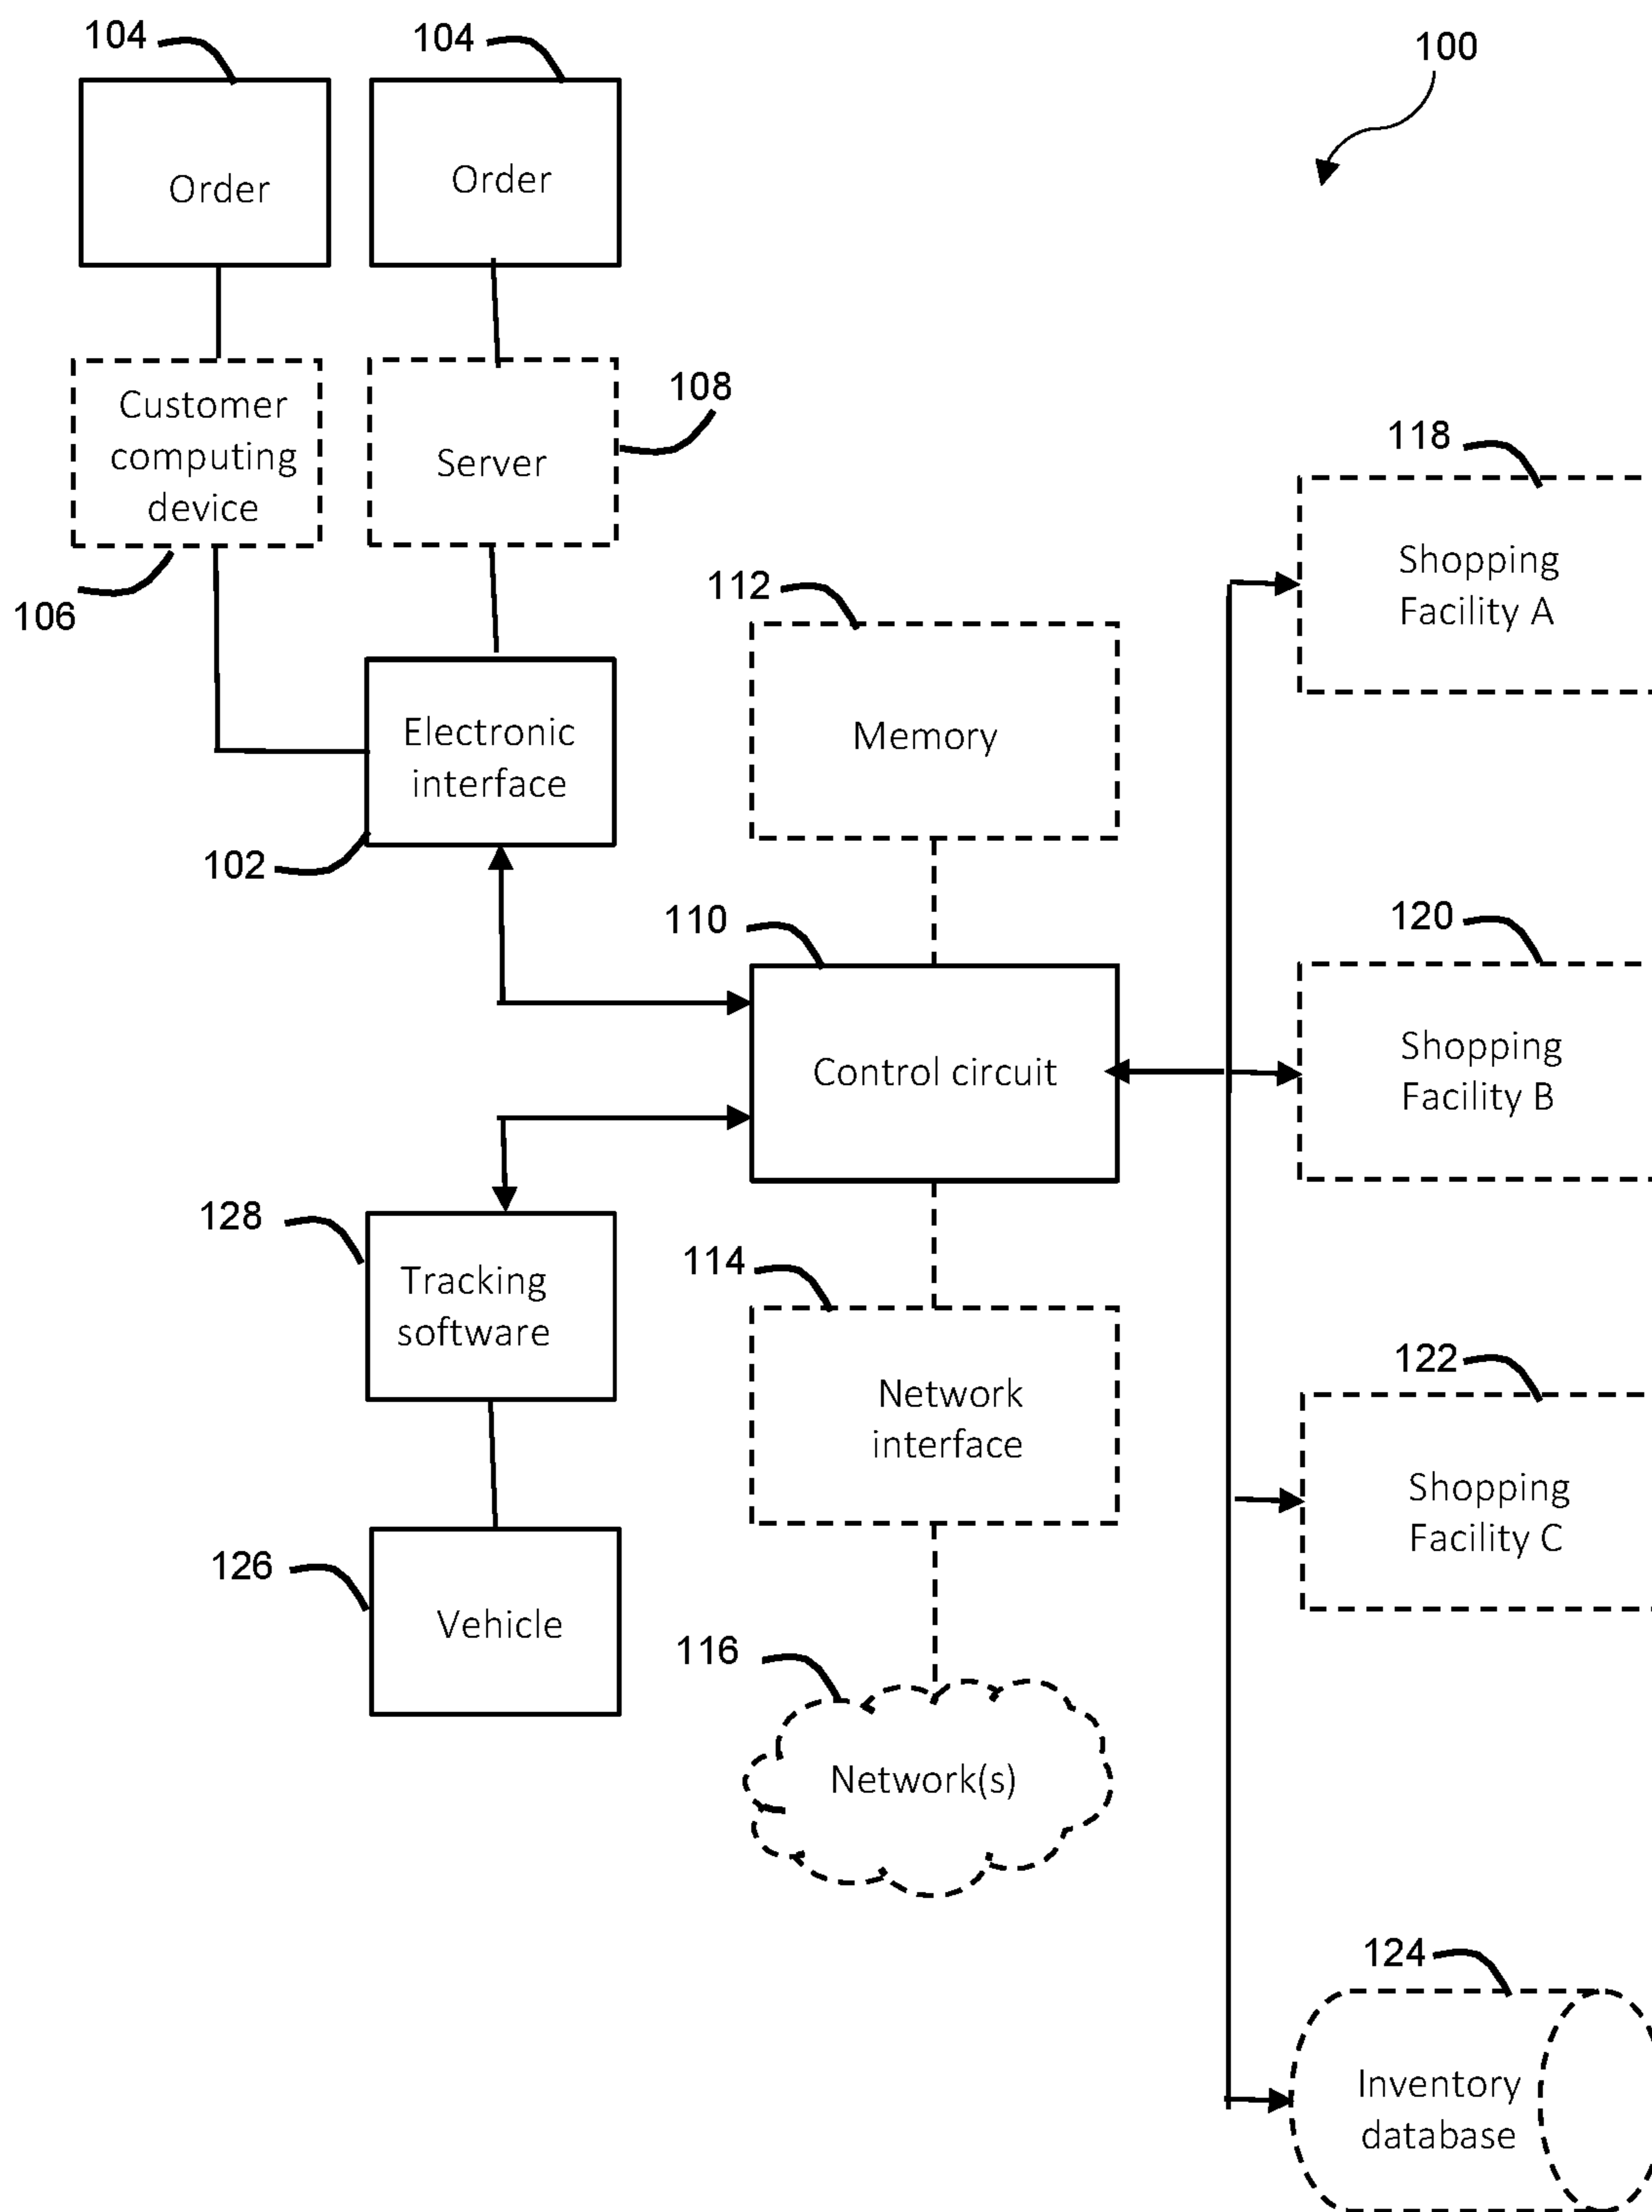 104
104
100
Order
Order
Customer
computing
device
Server
108
118
106
Shopping
Facility A
112
Electronic
interface
Memory
102
110
120
Control circuit
Shopping
Facility B
128
114
Tracking
software
122
Network
interface
Shopping
Facility C
126
Vehicle
116
Network(s)
124
Inventory
database